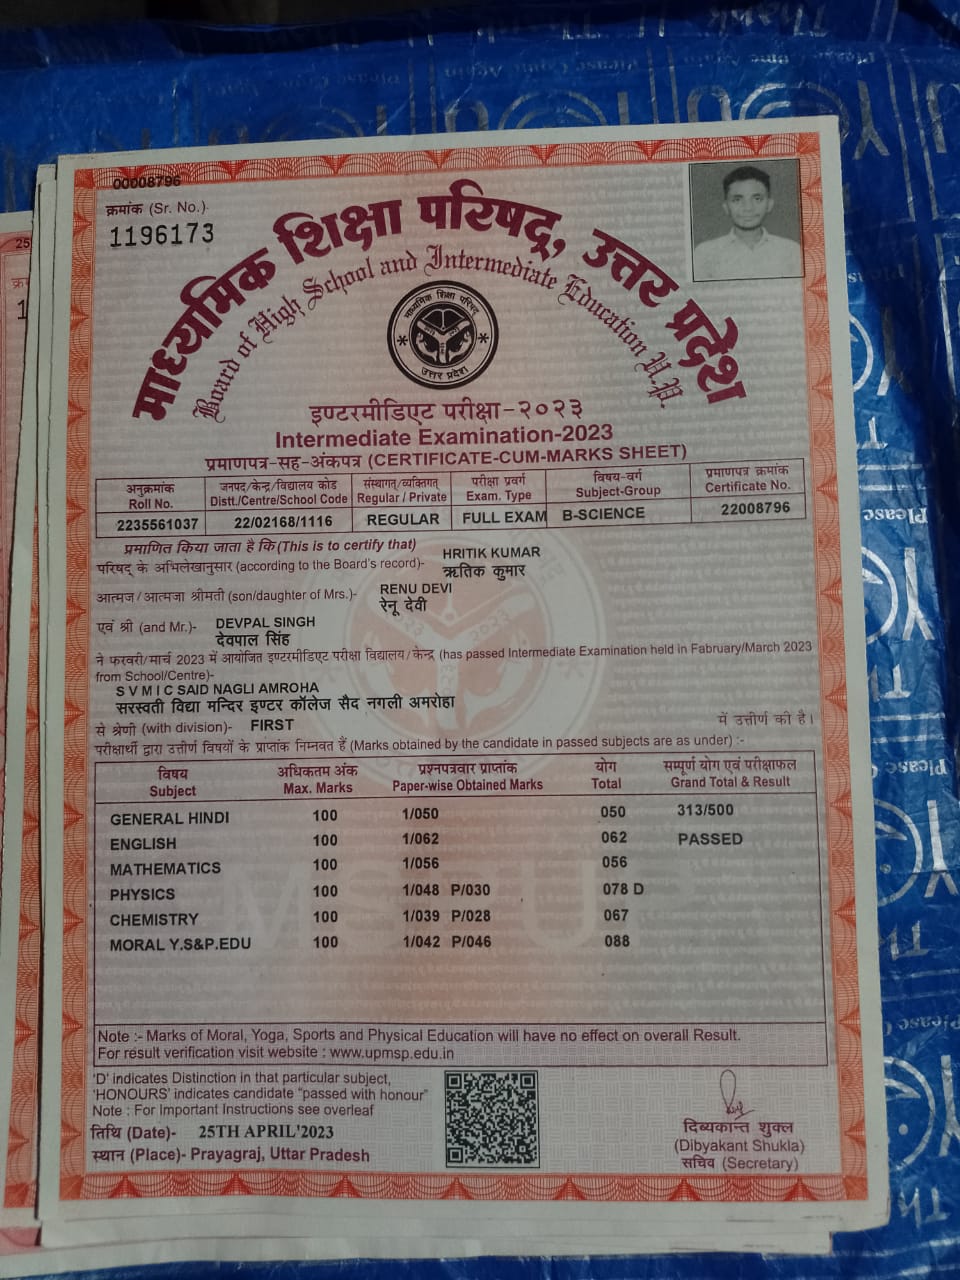 00008796
क्रमांक (Sr. No.)-
1196173
माध्यमिक शिक्षा परिषद्, उत्तर प्रदेश
Board of High School and Intermediate Education U.P.
माध्यमिक शिक्षा परिषद्
उत्तर प्रदेश
इण्टरमीडिएट परीक्षा-२०२३
Intermediate Examination-2023
प्रमाणपत्र-सह-अंकपत्र (CERTIFICATE-CUM-MARKS SHEET)
अनुक्रमांक जनपद/केन्द्र/विद्यालय कोड संस्थागत/व्यक्तिगत परीक्षा प्रवर्ग विषय-वर्ग प्रमाणपत्र क्रमांक
Roll No. Distt./Centre/School Code Regular / Private Exam. Type Subject-Group Certificate No.
2235561037 22/02168/1116 REGULAR FULL EXAM B-SCIENCE 22008796
प्रमाणित किया जाता है कि(This is to certify that)
परिषद् के अभिलेखानुसार (according to the Board's record)- HRITIK KUMAR
ऋतिक कुमार
आत्मज/आत्मजा श्रीमती (son/daughter of Mrs.)- RENU DEVI
रेनू देवी
एवं श्री (and Mr.)- DEVPAL SINGH
देवपाल सिंह
ने फरवरी/मार्च 2023 में आयोजित इण्टरमीडिएट परीक्षा विद्यालय/केन्द्र (has passed Intermediate Examination held in Fabruary/March 2023
from School/Centre)-
S V M I C SAID NAGLI AMROHA
सरस्वती विद्या मन्दिर इण्टर कॉलेज सैद नगली अमरोहा
से श्रेणी (with division)- FIRST में उत्तीर्ण की है।
परीक्षार्थी द्वारा उत्तीर्ण विषयों के प्राप्तांक निम्नवत हैं (Marks obtained by the candidate in passed subjects are as under) :-
विषय अधिकतम अंक प्रश्नपत्रवार प्राप्तांक योग सम्पूर्ण योग एवं परीक्षाफल
Subject Max. Marks Paper-wise Obtained Marks Total Grand Total & Result
GENERAL HINDI 100 1/050 050 313/500
ENGLISH 100 1/062 062 PASSED
MATHEMATICS 100 1/056 056
PHYSICS 100 1/048 P/030 078 D
CHEMISTRY 100 1/039 P/028 067
MORAL Y.S&P.EDU 100 1/042 P/046 088
Note :- Marks of Moral, Yoga, Sports and Physical Education will have no effect on overall Result.
For result verification visit website : www.upmsp.edu.in
'D' indicates Distinction in that particular subject,
'HONOURS' indicates candidate "passed with honour"
Note : For Important Instructions see overleaf
तिथि (Date)- 25TH APRIL'2023
स्थान (Place)- Prayagraj, Uttar Pradesh
दिब्यकान्त शुक्ल
(Dibyakant Shukla)
सचिव (Secretary)